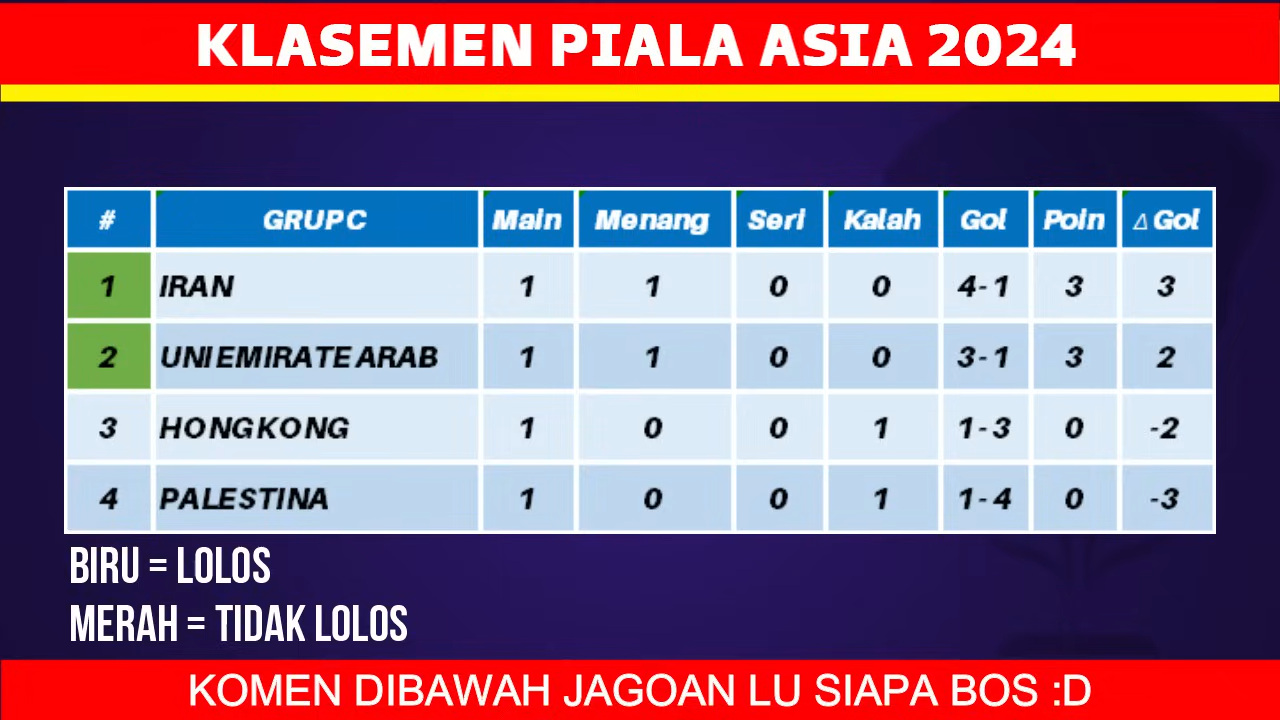 KLASEMEN PIALA ASIA 2024
# GRUP C Main Menang Seri Kalah Gol Poin Δ Gol
1 IRAN 1 1 0 0 4-1 3 3
2 UNI EMIRATE ARAB 1 1 0 0 3-1 3 2
3 HONGKONG 1 0 0 1 1-3 0 -2
4 PALESTINA 1 0 0 1 1-4 0 -3
BIRU = LOLOS
MERAH = TIDAK LOLOS
KOMEN DIBAWAH JAGOAN LU SIAPA BOS :D